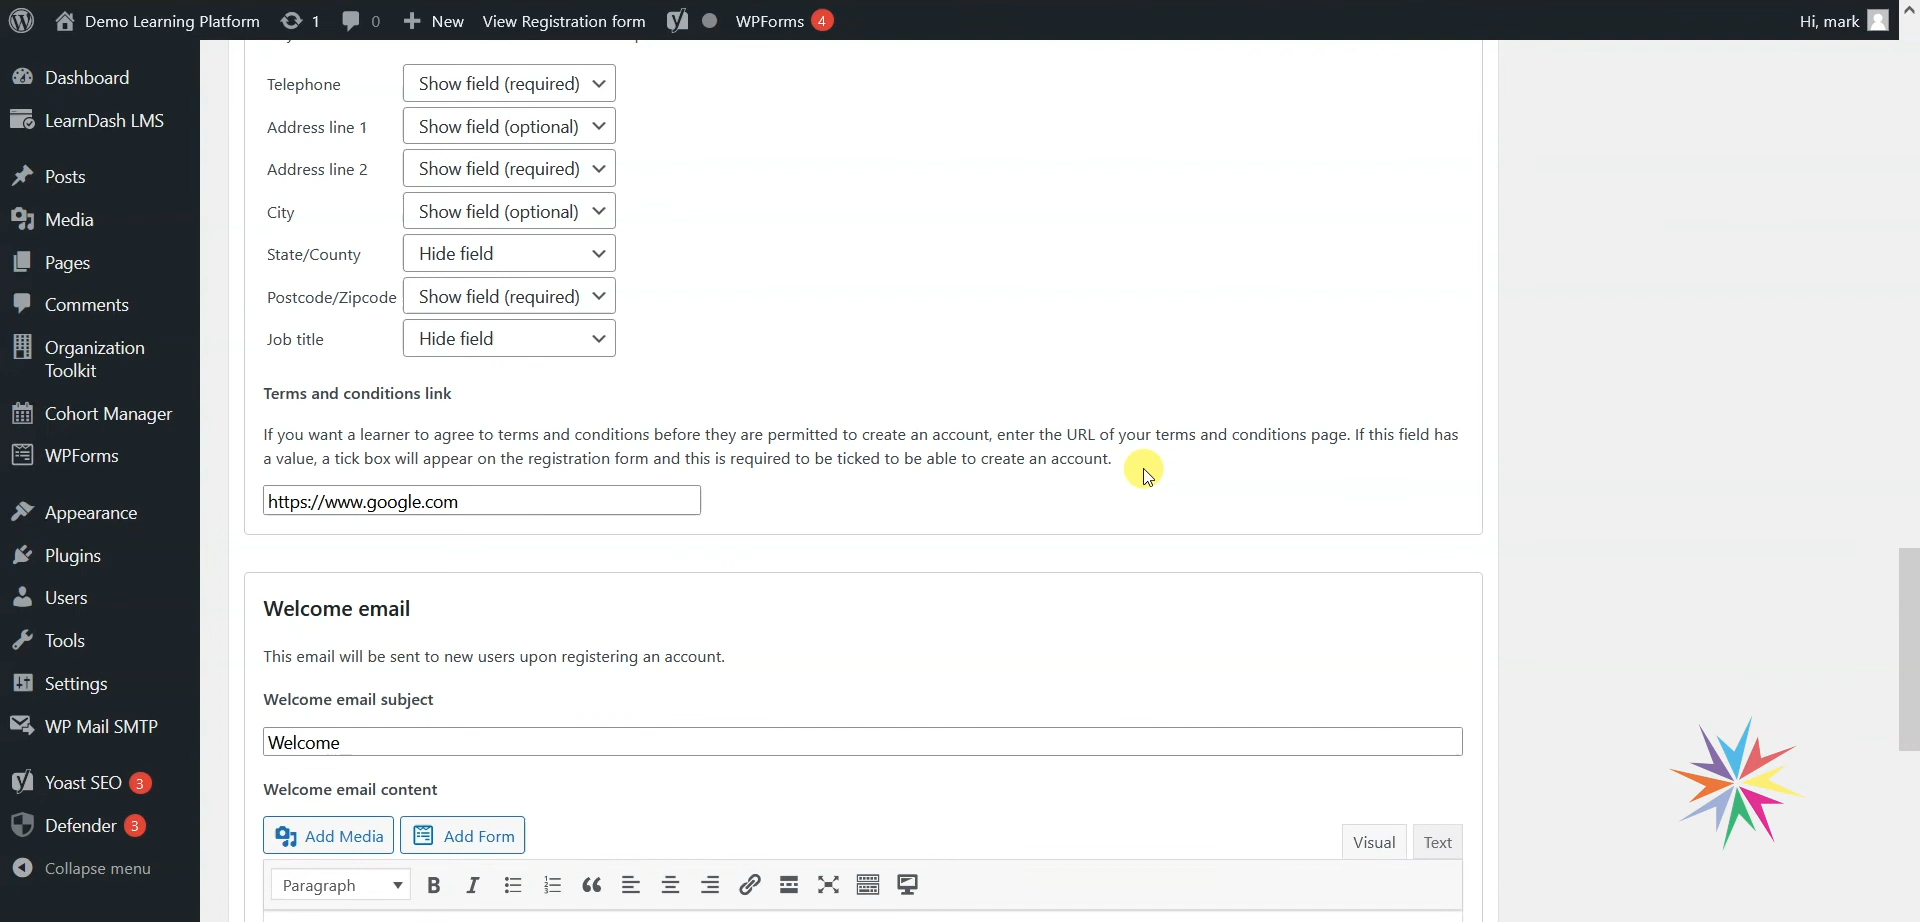 Demo Learning Platform 1 0 New View Registration form WPForms 4 Hi, mark
Dashboard
LearnDash LMS
Posts
Media
Pages
Comments
Organization
Toolkit
Cohort Manager
WPForms
Appearance
Plugins
Users
Tools
Settings
WP Mail SMTP
Yoast SEO 3
Defender 3
Collapse menu
Telephone Show field (required)
Address line 1 Show field (optional)
Address line 2 Show field (required)
City Show field (optional)
State/County Hide field
Postcode/Zipcode Show field (required)
Job title Hide field
Terms and conditions link
If you want a learner to agree to terms and conditions before they are permitted to create an account, enter the URL of your terms and conditions page. If this field has
a value, a tick box will appear on the registration form and this is required to be ticked to be able to create an account.
https://www.google.com
Welcome email
This email will be sent to new users upon registering an account.
Welcome email subject
Welcome
Welcome email content
Add Media Add Form
Visual Text
Paragraph B I